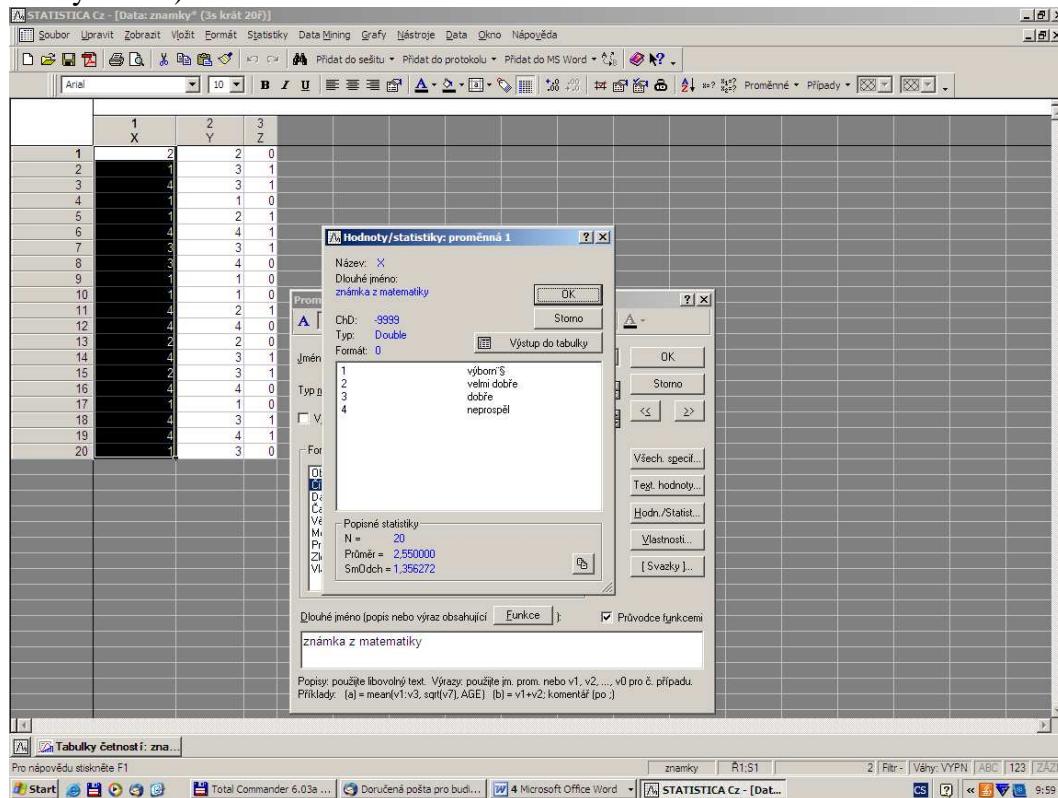 STATISTICA Cz - [Data: znamky* (3s krát 20ř)]
Soubor Upravit Zobrazit Vložit Formát Statistiky Data Mining Grafy Nástroje Data Okno Nápověda
Přidat do sešitu Přidat do protokolu Přidat do MS Word
Arial 10 B I U Proměnné Případy
1 2 3
X Y Z
1 2 2 0
2 1 3 1
3 4 3 1
4 1 1 0
5 1 2 1
6 4 4 1
7 3 3 1
8 3 4 0
9 1 1 0
10 1 1 0
11 4 2 1
12 4 4 0
13 2 2 0
14 4 3 1
15 2 3 1
16 4 4 0
17 1 1 0
18 4 3 1
19 4 4 1
20 1 3 0
Hodnoty/statistiky: proměnná 1
Název: X
Dlouhé jméno:
známka z matematiky
OK
ChD: -9999
Storno
Typ: Double
Formát: 0
Výstup do tabulky
1 výborn¨§
2 velmi dobře
3 dobře
4 neprospěl
Popisné statistiky
N = 20
Průměr = 2,550000
SmOdch = 1,356272
Prom
A
Jmén
OK
Typ
Storno
<< >>
For
Všech. specif...
Text. hodnoty...
Hodn./Statist...
Vlastnosti...
[ Svazky ]...
Dlouhé jméno (popis nebo výraz obsahující Funkce ): Průvodce funkcemi
známka z matematiky
Popisy: použijte libovolný text. Výrazy: použijte jm. prom. nebo v1, v2, ..., v0 pro č. případu.
Příklady: (a) = mean(v1:v3, sqrt(v7), AGE) (b) = v1+v2; komentář (po ;)
Tabulky četností: zna...
Pro nápovědu stiskněte F1 znamky Ř1;S1 2 Filtr - Váhy: VYPN ABC 123 ZÁZ
Start Total Commander 6.03a ... Doručená pošta pro budi... 4 Microsoft Office Word STATISTICA Cz - [Dat... CS 9:59